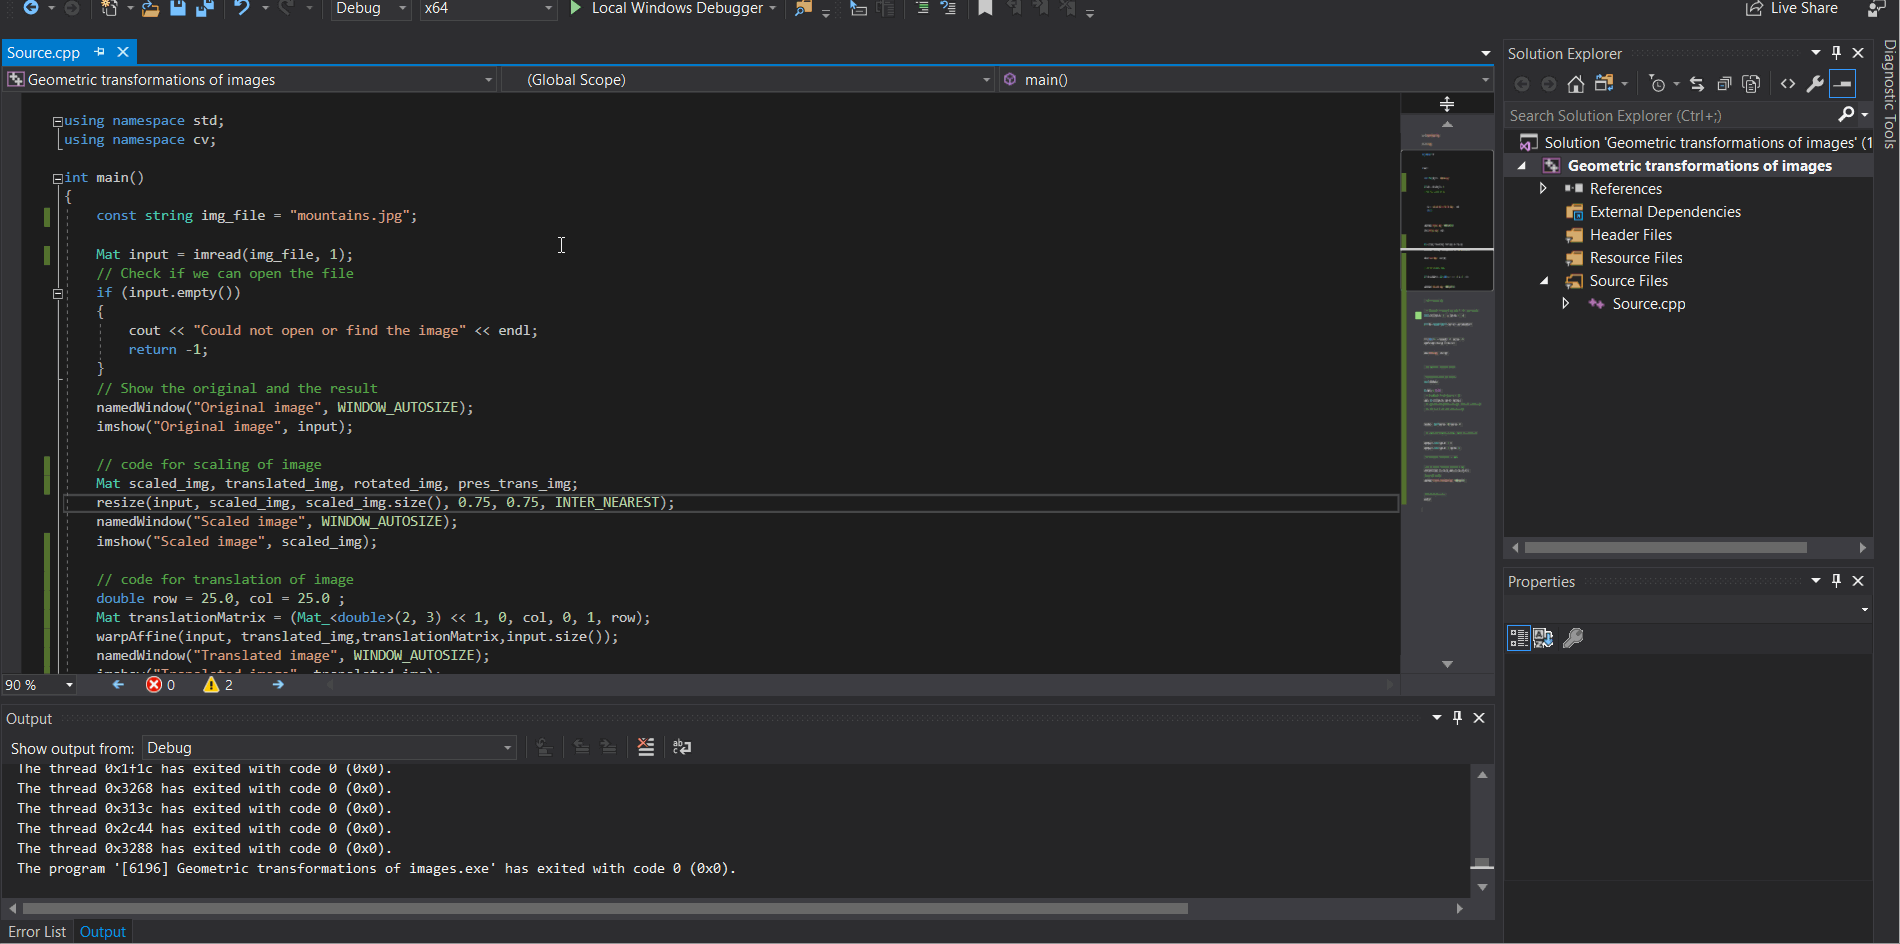 Debug x64 Local Windows Debugger Live Share
Source.cpp
Geometric transformations of images (Global Scope) main()
using namespace std;
using namespace cv;
int main()
{
const string img_file = "mountains.jpg";
Mat input = imread(img_file, 1);
// Check if we can open the file
if (input.empty())
{
cout << "Could not open or find the image" << endl;
return -1;
}
// Show the original and the result
namedWindow("Original image", WINDOW_AUTOSIZE);
imshow("Original image", input);
// code for scaling of image
Mat scaled_img, translated_img, rotated_img, pres_trans_img;
resize(input, scaled_img, scaled_img.size(), 0.75, 0.75, INTER_NEAREST);
namedWindow("Scaled image", WINDOW_AUTOSIZE);
imshow("Scaled image", scaled_img);
// code for translation of image
double row = 25.0, col = 25.0 ;
Mat translationMatrix = (Mat_<double>(2, 3) << 1, 0, col, 0, 1, row);
warpAffine(input, translated_img,translationMatrix,input.size());
namedWindow("Translated image", WINDOW_AUTOSIZE);
imshow("Translated image", translated_img);
90 % 0 2
Output
Show output from: Debug
The thread 0x1f1c has exited with code 0 (0x0).
The thread 0x3268 has exited with code 0 (0x0).
The thread 0x313c has exited with code 0 (0x0).
The thread 0x2c44 has exited with code 0 (0x0).
The thread 0x3288 has exited with code 0 (0x0).
The program '[6196] Geometric transformations of images.exe' has exited with code 0 (0x0).
Error List Output
Solution Explorer
Search Solution Explorer (Ctrl+;)
Solution 'Geometric transformations of images' (1
Geometric transformations of images
References
External Dependencies
Header Files
Resource Files
Source Files
Source.cpp
Properties
Diagnostic Tools